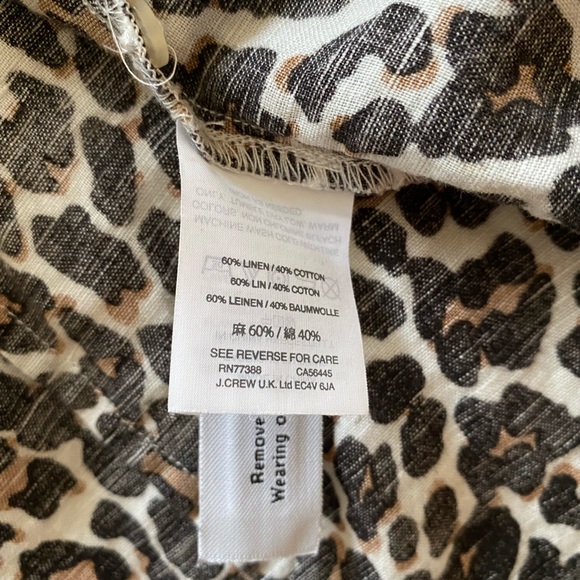 60% LINEN / 40% COTTON
60% LIN / 40% COTON
60% LEINEN / 40% BAUMWOLLE
麻 60% / 綿 40%
SEE REVERSE FOR CARE
RN77388 CA56445
J.CREW U.K. Ltd EC4V 6JA
Remove
Wearing o